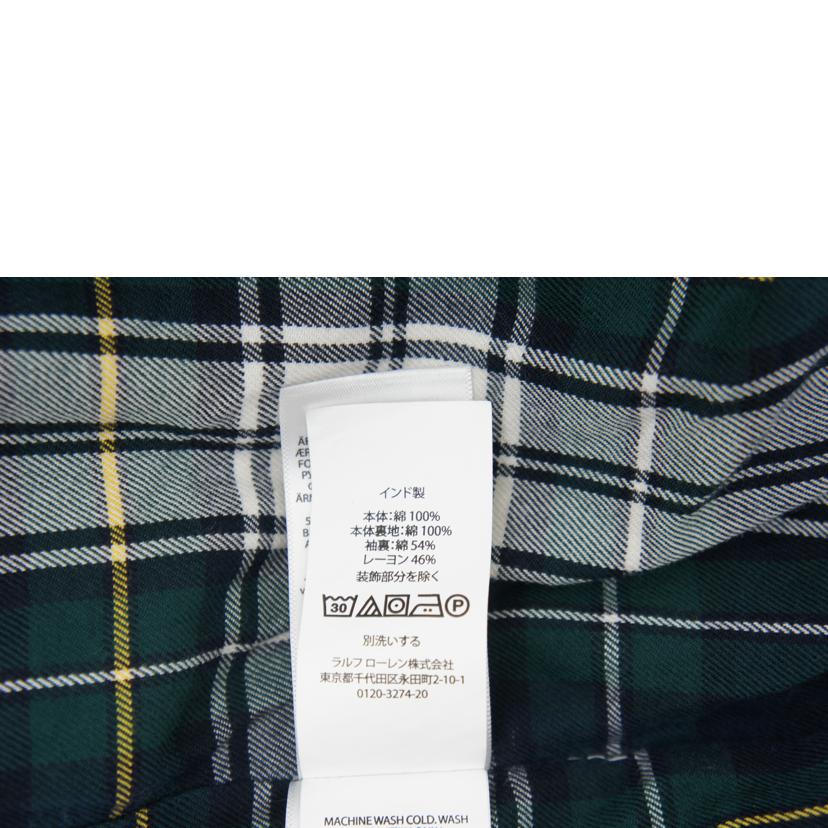 インド製
本体：綿 100%
本体裏地：綿 100%
袖裏：綿 54%
レーヨン 46%
装飾部分を除く
30
P
別洗いする
ラルフ ローレン株式会社
東京都千代田区永田町2-10-1
0120-3274-20
MACHINE WASH COLD. WASH